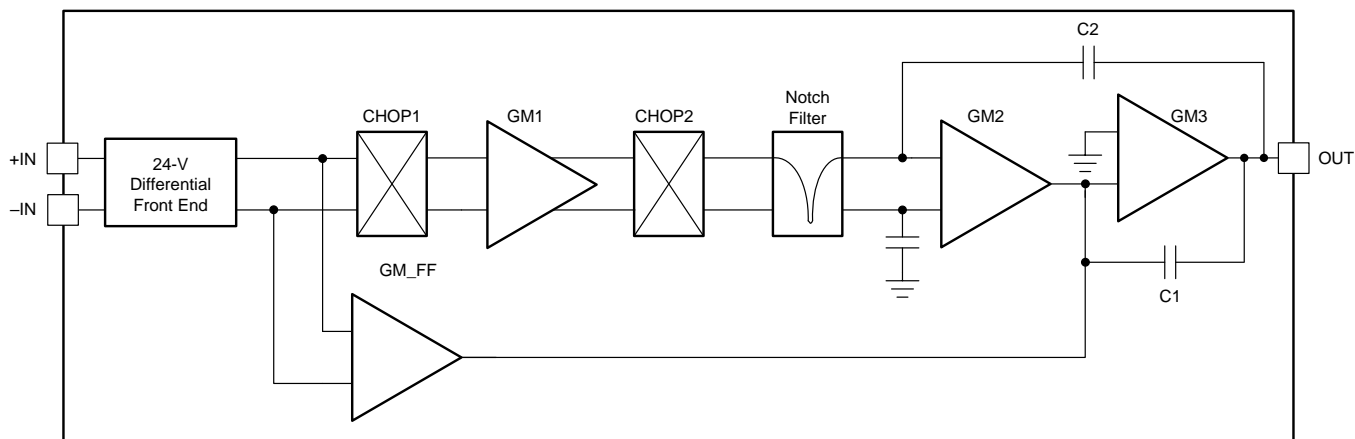 C2
Notch
Filter
CHOP1
GM1
CHOP2
GM2
GM3
+IN
–IN
24-V
Differential
Front End
OUT
GM_FF
C1